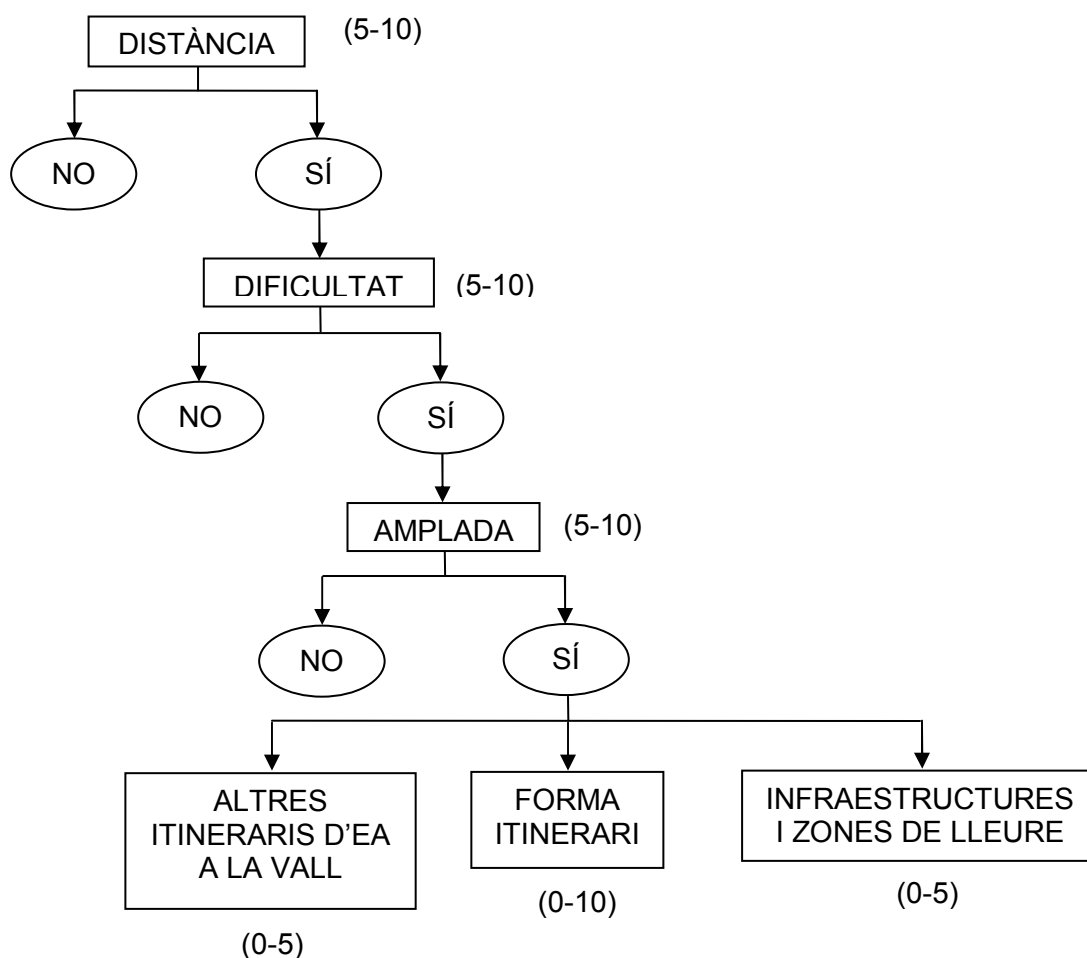 DISTÀNCIA
(5-10)
NO
SÍ
DIFICULTAT
(5-10)
NO
SÍ
AMPLADA
(5-10)
NO
SÍ
ALTRES
ITINERARIS D'EA
A LA VALL
(0-5)
FORMA
ITINERARI
(0-10)
INFRAESTRUCTURES
I ZONES DE LLEURE
(0-5)